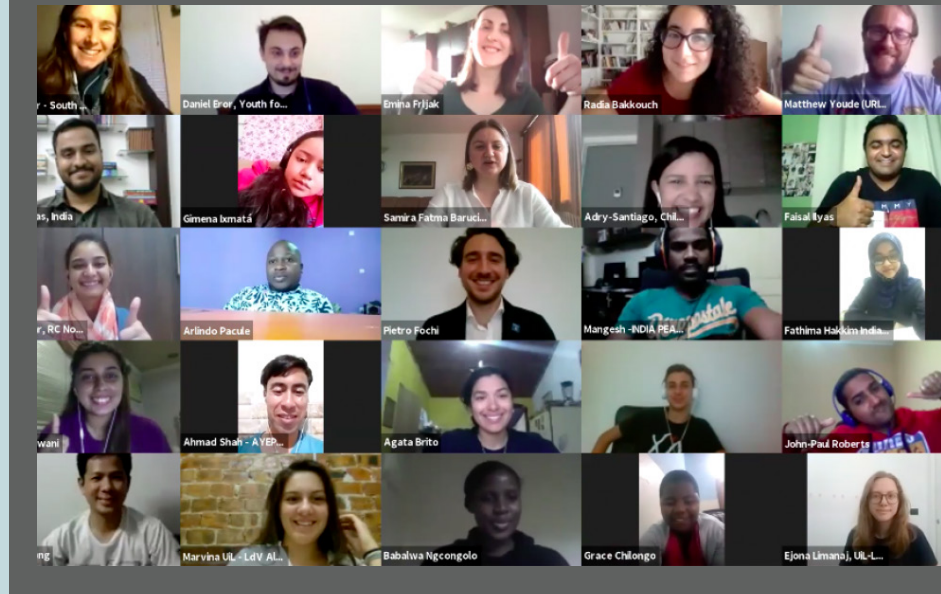 r - South ...
Daniel Eror, Youth fo...
Emina Frljak
Radia Bakkouch
Matthew Youde (URI...
as, India
Gimena Ixmatá
Samira Fatma Baruci...
Adry-Santiago, Chil...
Faisal Ilyas
r, RC No...
Arlindo Pacule
Pietro Fochi
Mangesh -INDIA PEA...
Fathima Hakkim India...
wani
Ahmad Shah - AYEP...
Agata Brito
John-Paul Roberts
ng
Marvina UiL - LdV Al...
Babalwa Ngcongolo
Grace Chilongo
Ejona Limanaj, UiL-L...